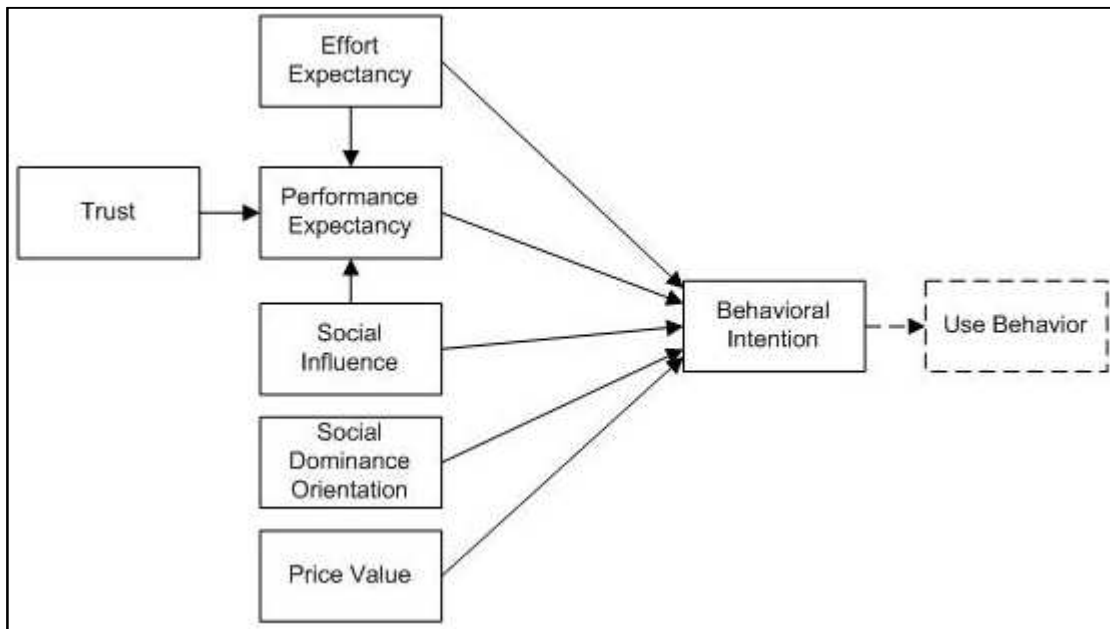 Effort
Expectancy
Trust
Performance
Expectancy
Social
Influence
Behavioral
Intention
Use Behavior
Social
Dominance
Orientation
Price Value